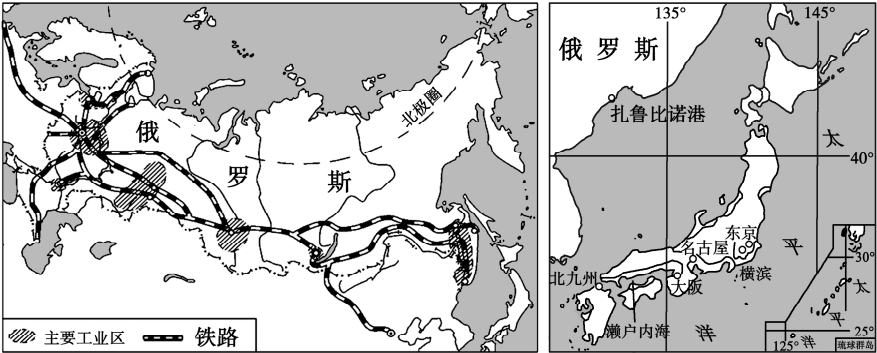 俄
罗
斯
北极圈
主要工业区
铁路
135°
145°
俄罗斯
扎鲁比诺港
太
40°
平
洋
东京
名古屋
横滨
大阪
北九州
濑户内海
30°
太
平
洋
25°
125°
琉球群岛